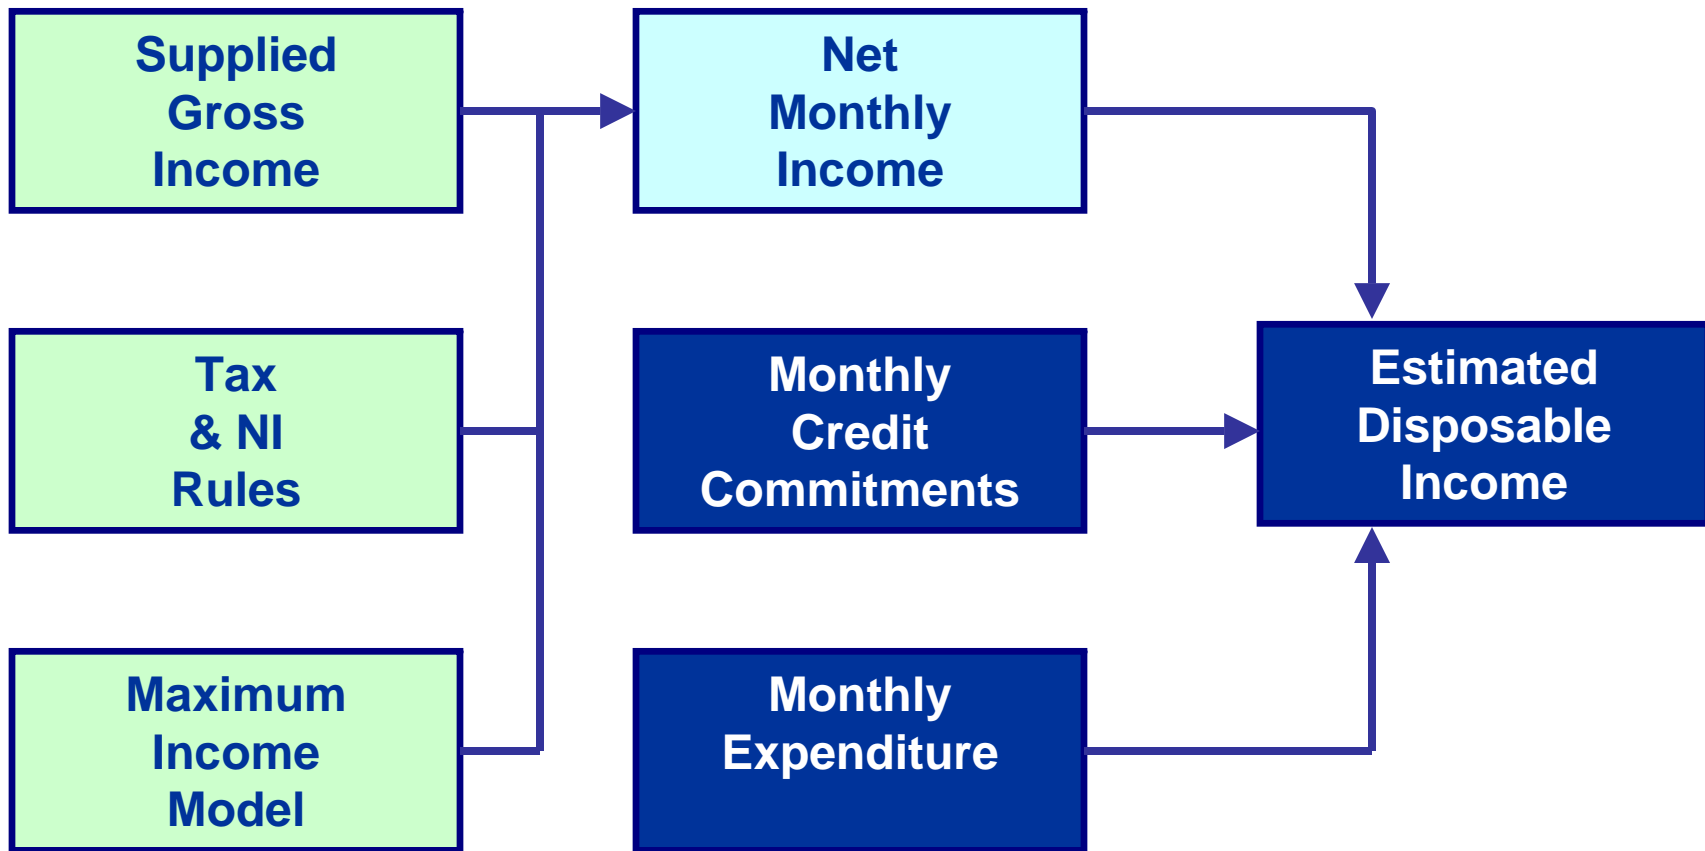 Supplied
Gross
Income
Net
Monthly
Income
Tax
& NI
Rules
Monthly
Credit
Commitments
Estimated
Disposable
Income
Maximum
Income
Model
Monthly
Expenditure